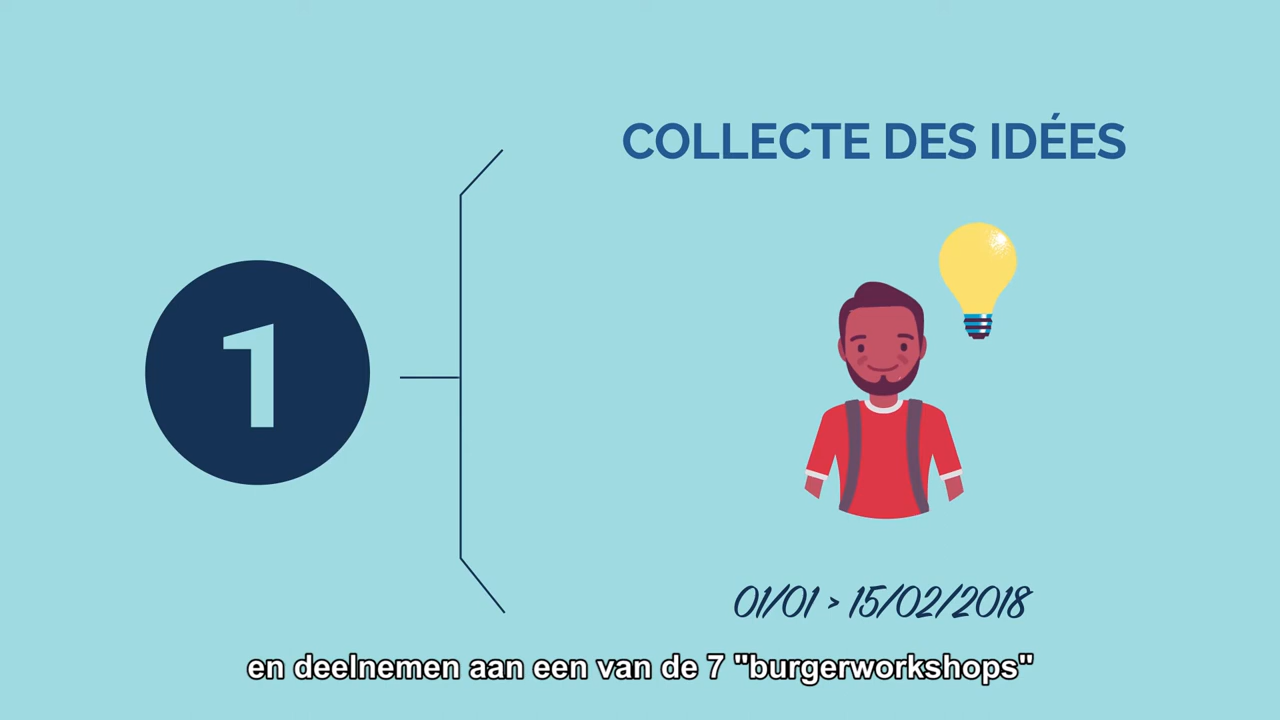 COLLECTE DES IDÉES
1
01/01 > 15/02/2018
en deelnemen aan een van de 7 "burgerworkshops"